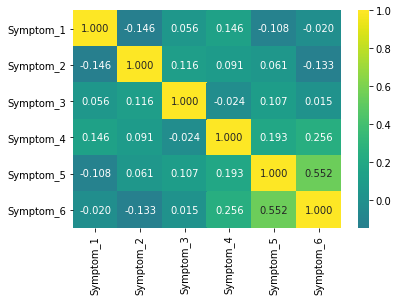 Symptom_1 1.000 -0.146 0.056 0.146 -0.108 -0.020
Symptom_2 -0.146 1.000 0.116 0.091 0.061 -0.133
Symptom_3 0.056 0.116 1.000 -0.024 0.107 0.015
Symptom_4 0.146 0.091 -0.024 1.000 0.193 0.256
Symptom_5 -0.108 0.061 0.107 0.193 1.000 0.552
Symptom_6 -0.020 -0.133 0.015 0.256 0.552 1.000
Symptom_1
Symptom_2
Symptom_3
Symptom_4
Symptom_5
Symptom_6
1.0
0.8
0.6
0.4
0.2
0.0